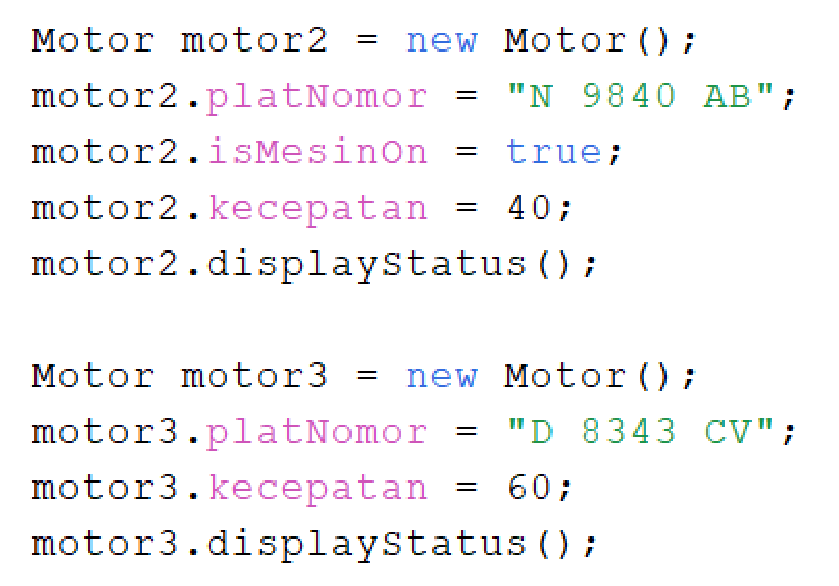 Motor motor2 = new Motor();
motor2.platNomor = "N 9840 AB";
motor2.isMesinOn = true;
motor2.kecepatan = 40;
motor2.displayStatus();
Motor motor3 = new Motor();
motor3.platNomor = "D 8343 CV";
motor3.kecepatan = 60;
motor3.displayStatus();